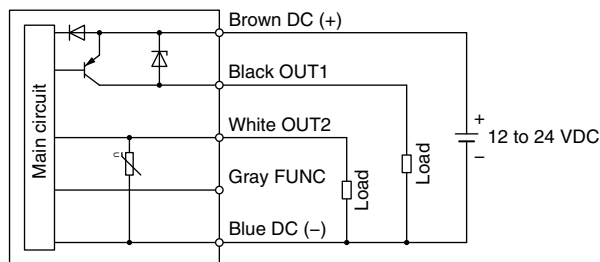 Brown DC (+)
Black OUT1
White OUT2
Gray FUNC
Blue DC (−)
Main circuit
U
Load
Load
+
12 to 24 VDC
−